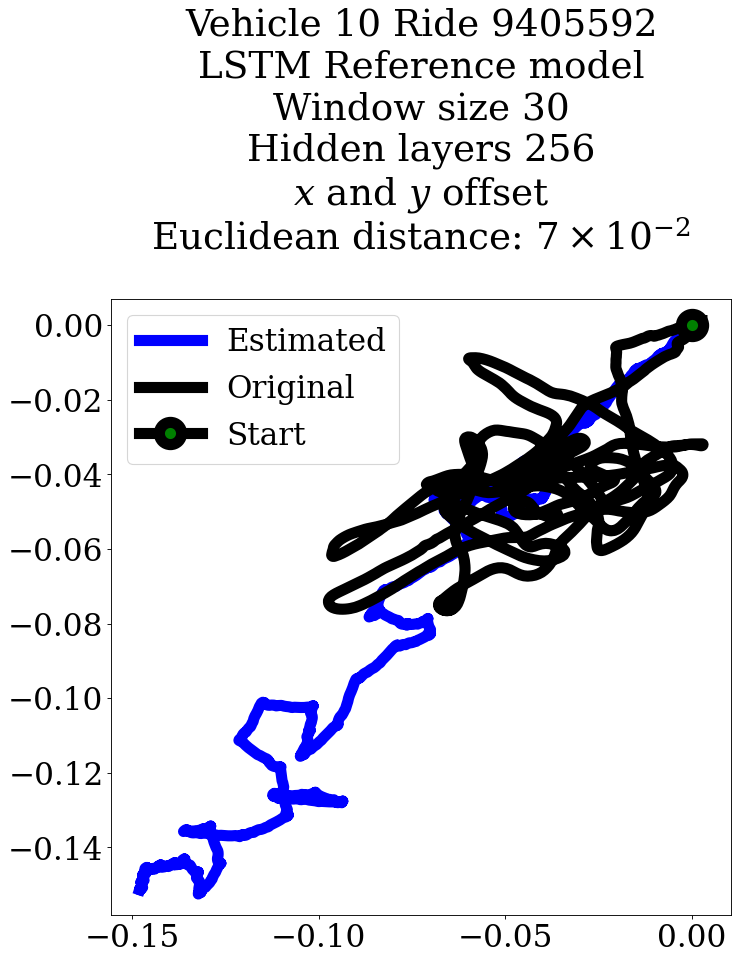 Vehicle 10 Ride 9405592
LSTM Reference model
Window size 30
Hidden layers 256
x and y offset
Euclidean distance: 7 × 10⁻²
Estimated
Original
Start
0.00
−0.02
−0.04
−0.06
−0.08
−0.10
−0.12
−0.14
−0.15 −0.10 −0.05 0.00